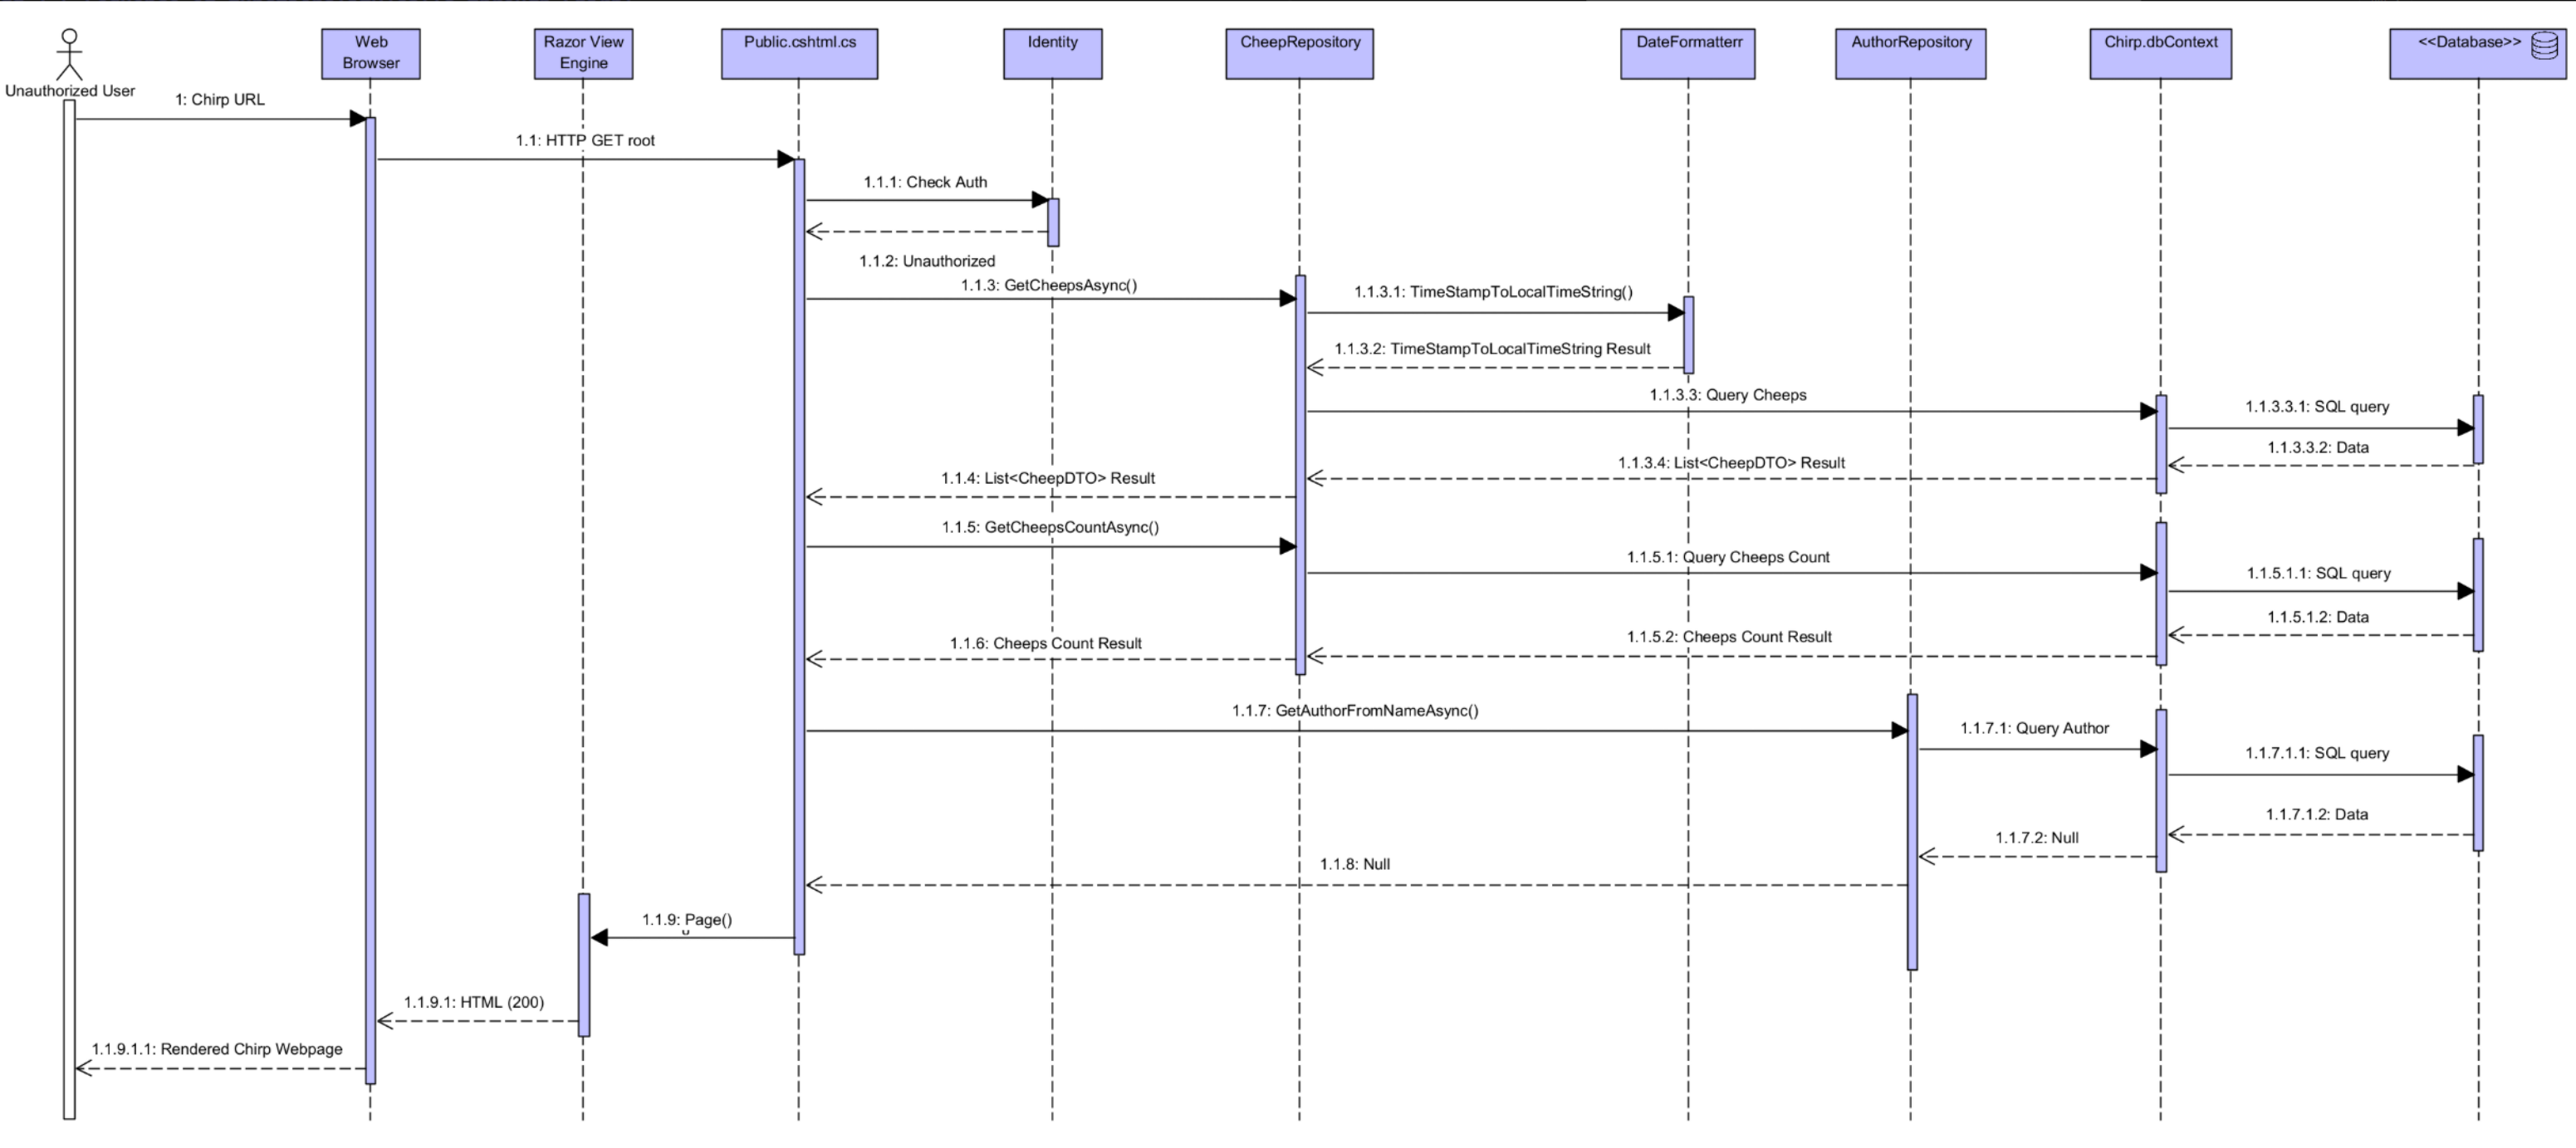 Web
Browser
Razor View
Engine
Public.cshtml.cs
Identity
CheepRepository
DateFormatterr
AuthorRepository
Chirp.dbContext
<<Database>>
Unauthorized User
1: Chirp URL
1.1: HTTP GET root
1.1.1: Check Auth
1.1.2: Unauthorized
1.1.3: GetCheepsAsync()
1.1.3.1: TimeStampToLocalTimeString()
1.1.3.2: TimeStampToLocalTimeString Result
1.1.3.3: Query Cheeps
1.1.3.3.1: SQL query
1.1.3.3.2: Data
1.1.3.4: List<CheepDTO> Result
1.1.4: List<CheepDTO> Result
1.1.5: GetCheepsCountAsync()
1.1.5.1: Query Cheeps Count
1.1.5.1.1: SQL query
1.1.5.1.2: Data
1.1.5.2: Cheeps Count Result
1.1.6: Cheeps Count Result
1.1.7: GetAuthorFromNameAsync()
1.1.7.1: Query Author
1.1.7.1.1: SQL query
1.1.7.1.2: Data
1.1.7.2: Null
1.1.8: Null
1.1.9: Page()
1.1.9.1: HTML (200)
1.1.9.1.1: Rendered Chirp Webpage